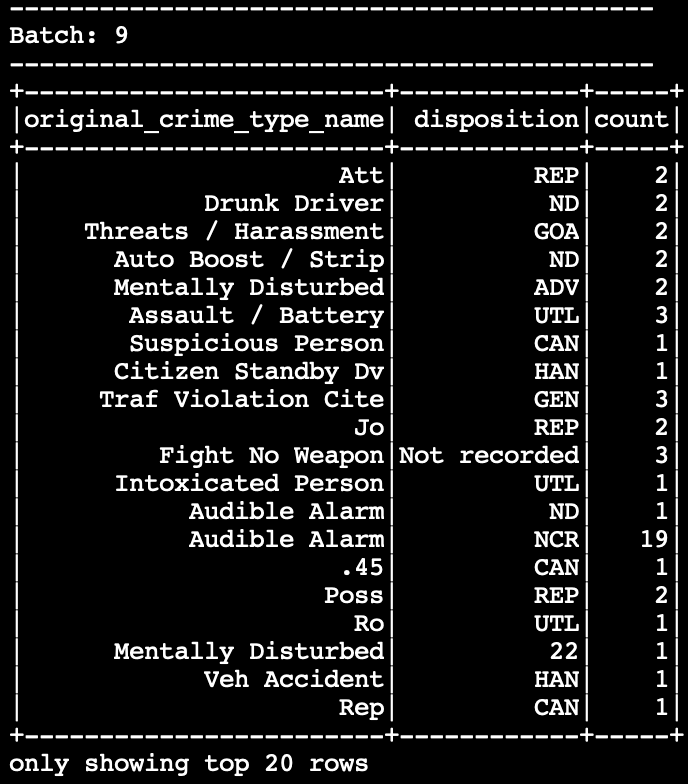 -------------------------------------------
Batch: 9
-------------------------------------------
+------------------------+------------+-----+
|original_crime_type_name| disposition|count|
+------------------------+------------+-----+
|                     Att|         REP|    2|
|            Drunk Driver|          ND|    2|
|    Threats / Harassment|         GOA|    2|
|      Auto Boost / Strip|          ND|    2|
|      Mentally Disturbed|         ADV|    2|
|       Assault / Battery|         UTL|    3|
|       Suspicious Person|         CAN|    1|
|      Citizen Standby Dv|         HAN|    1|
|     Traf Violation Cite|         GEN|    3|
|                      Jo|         REP|    2|
|         Fight No Weapon|Not recorded|    3|
|      Intoxicated Person|         UTL|    1|
|           Audible Alarm|          ND|    1|
|           Audible Alarm|         NCR|   19|
|                     .45|         CAN|    1|
|                    Poss|         REP|    2|
|                      Ro|         UTL|    1|
|      Mentally Disturbed|          22|    1|
|            Veh Accident|         HAN|    1|
|                     Rep|         CAN|    1|
+------------------------+------------+-----+
only showing top 20 rows